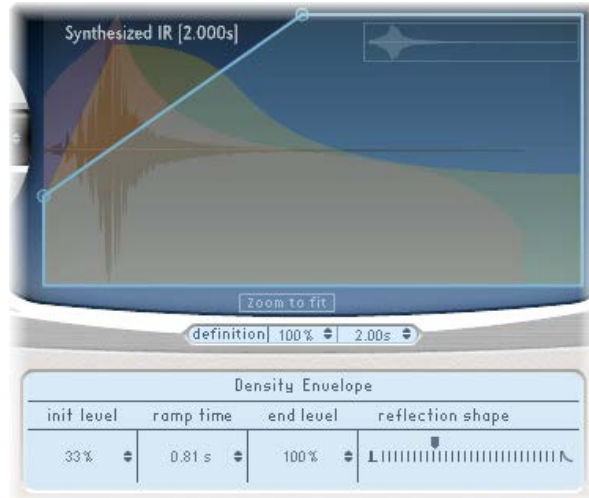 Synthesized IR [2.000s]
Zoom to fit
definition 100% 2.00s
Density Envelope
init level ramp time end level reflection shape
33% 0.81 s 100%